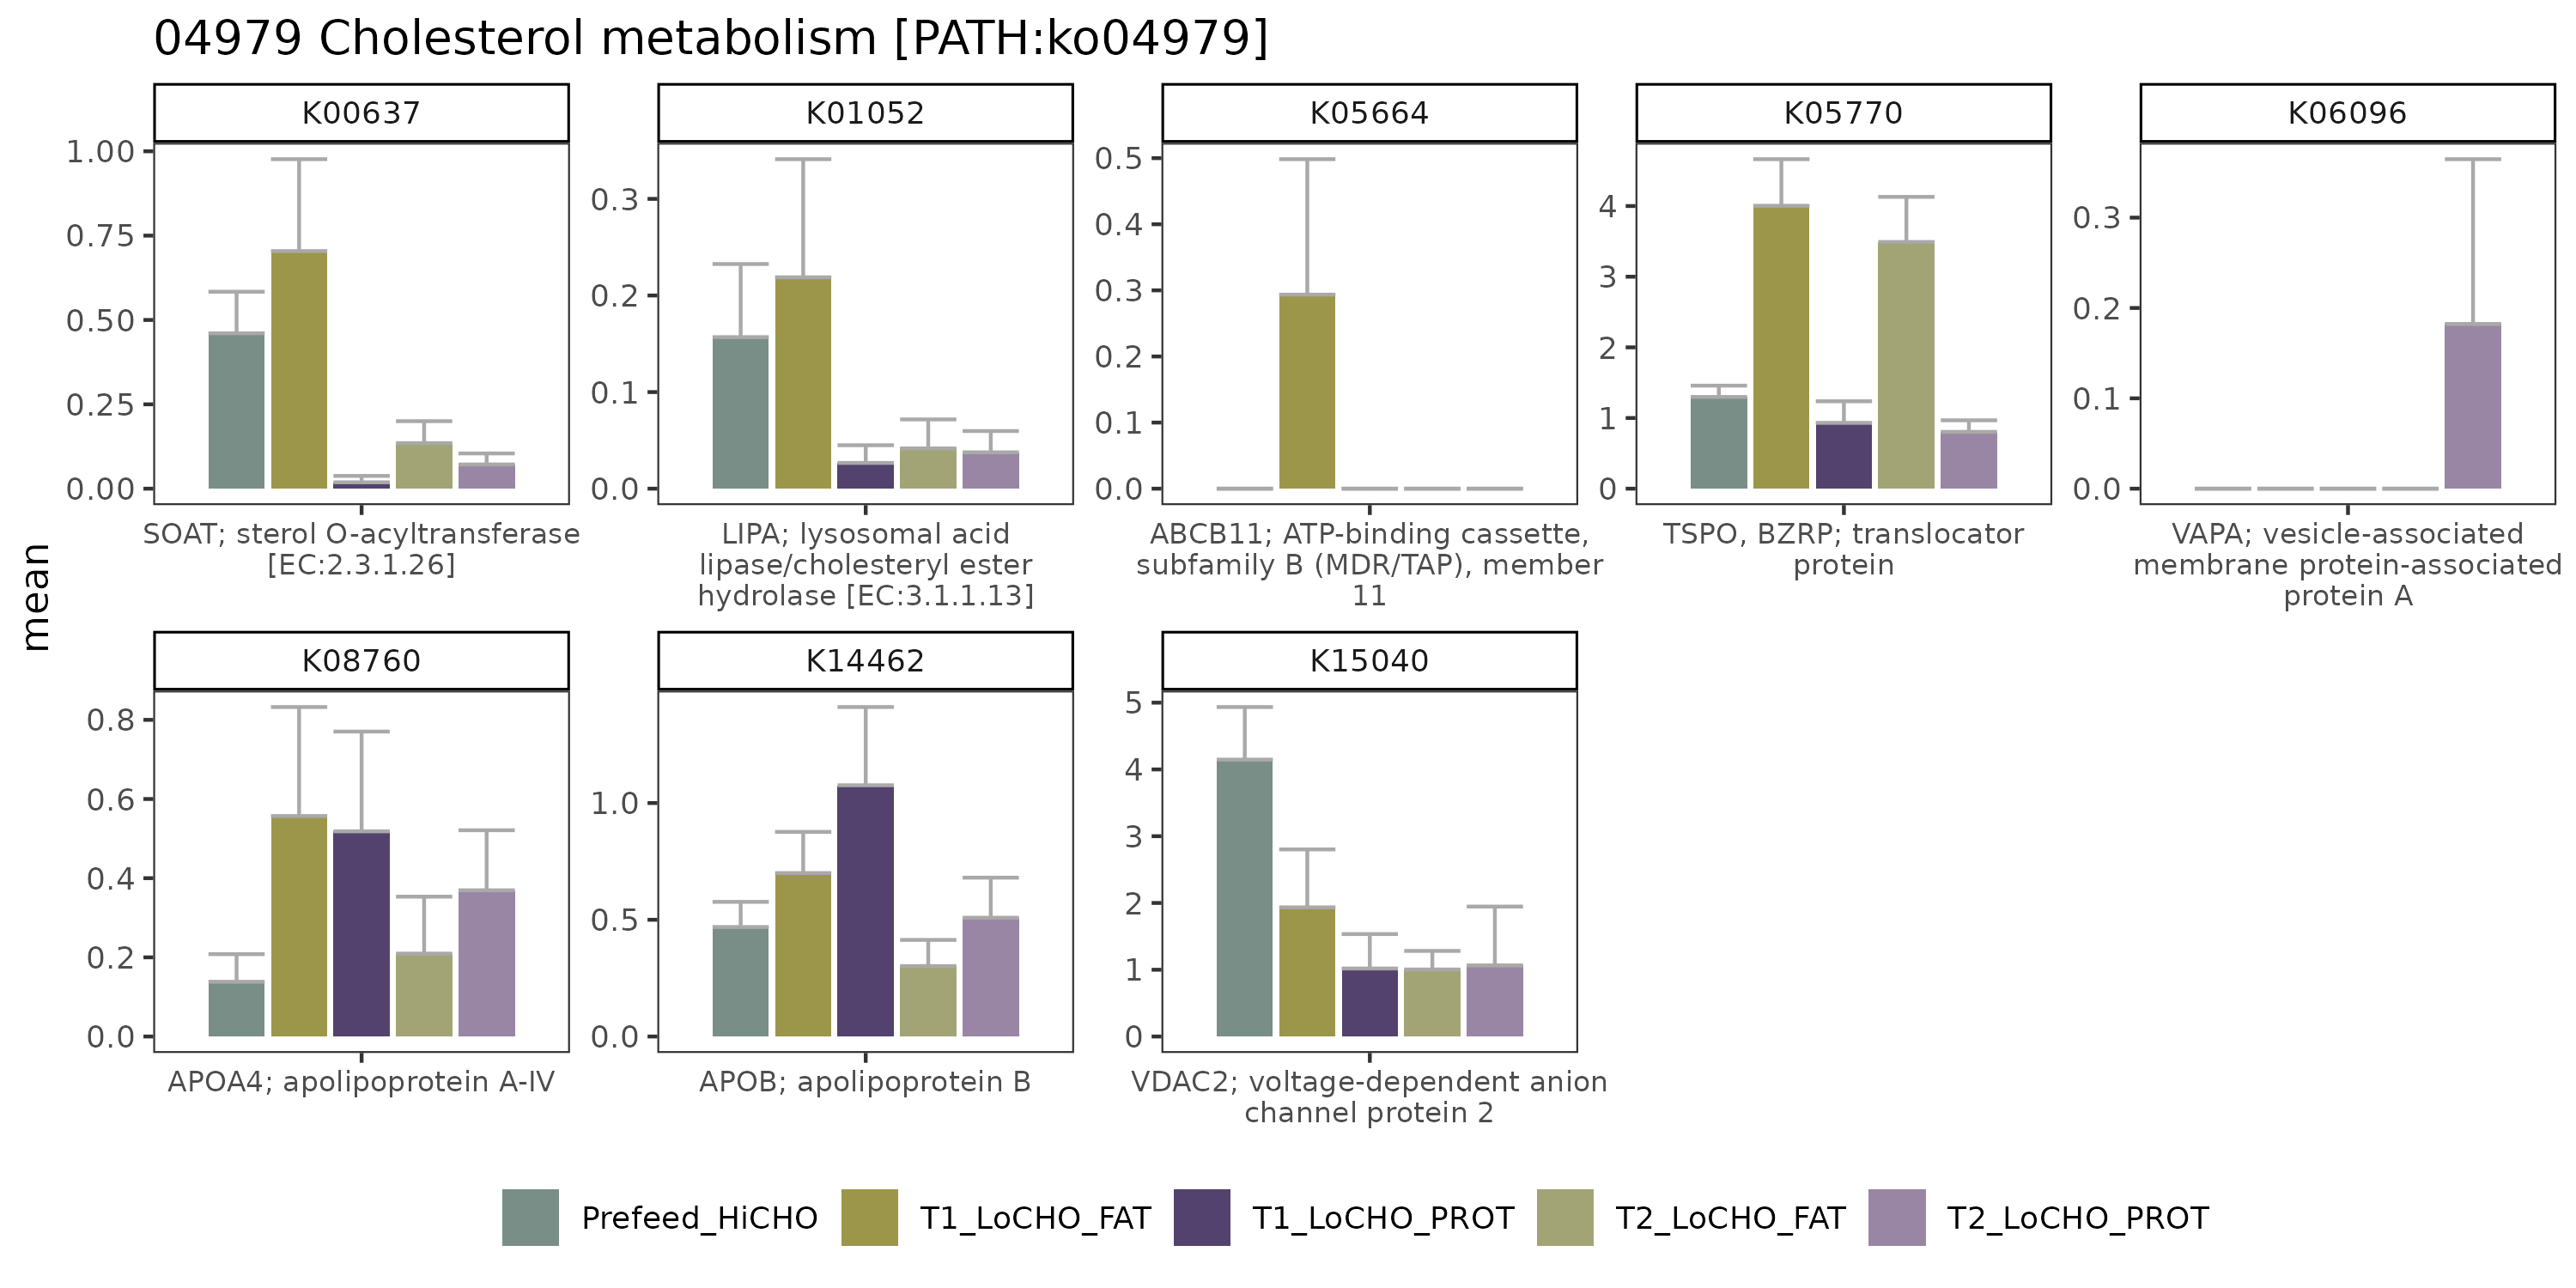 04979 Cholesterol metabolism [PATH:ko04979]
mean
K00637
1.00
0.75
0.50
0.25
0.00
SOAT; sterol O-acyltransferase
[EC:2.3.1.26]
K01052
0.3
0.2
0.1
0.0
LIPA; lysosomal acid
lipase/cholesteryl ester
hydrolase [EC:3.1.1.13]
K05664
0.5
0.4
0.3
0.2
0.1
0.0
ABCB11; ATP-binding cassette,
subfamily B (MDR/TAP), member
11
K05770
4
3
2
1
0
TSPO, BZRP; translocator
protein
K06096
0.3
0.2
0.1
0.0
VAPA; vesicle-associated
membrane protein-associated
protein A
K08760
0.8
0.6
0.4
0.2
0.0
APOA4; apolipoprotein A-IV
K14462
1.0
0.5
0.0
APOB; apolipoprotein B
K15040
5
4
3
2
1
0
VDAC2; voltage-dependent anion
channel protein 2
Prefeed_HiCHO
T1_LoCHO_FAT
T1_LoCHO_PROT
T2_LoCHO_FAT
T2_LoCHO_PROT